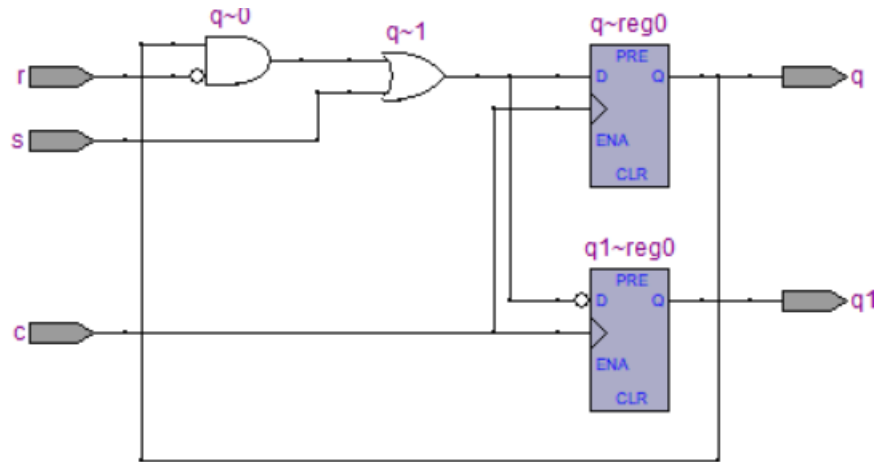 q~0
q~1
q~reg0
r
PRE
D
Q
q
s
ENA
CLR
q1~reg0
PRE
D
Q
q1
c
ENA
CLR